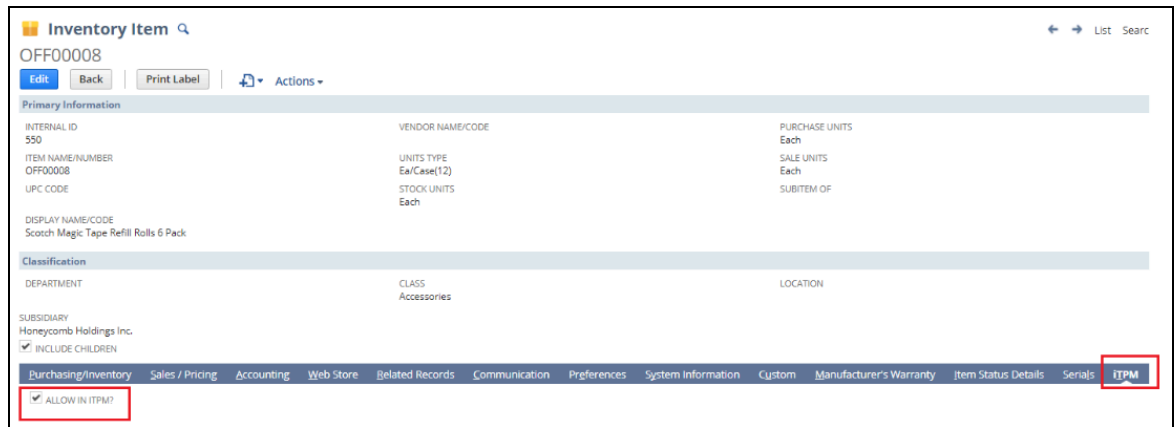 Inventory Item
List Searc
OFF00008
Edit Back Print Label Actions
Primary Information
INTERNAL ID VENDOR NAME/CODE PURCHASE UNITS
550 Each
ITEM NAME/NUMBER UNITS TYPE SALE UNITS
OFF00008 Ea/Case(12) Each
UPC CODE STOCK UNITS SUBITEM OF
Each
DISPLAY NAME/CODE
Scotch Magic Tape Refill Rolls 6 Pack
Classification
DEPARTMENT CLASS LOCATION
Accessories
SUBSIDIARY
Honeycomb Holdings Inc.
INCLUDE CHILDREN
Purchasing/Inventory Sales / Pricing Accounting Web Store Related Records Communication Preferences System Information Custom Manufacturer's Warranty Item Status Details Serials iTPM
ALLOW IN ITPM?